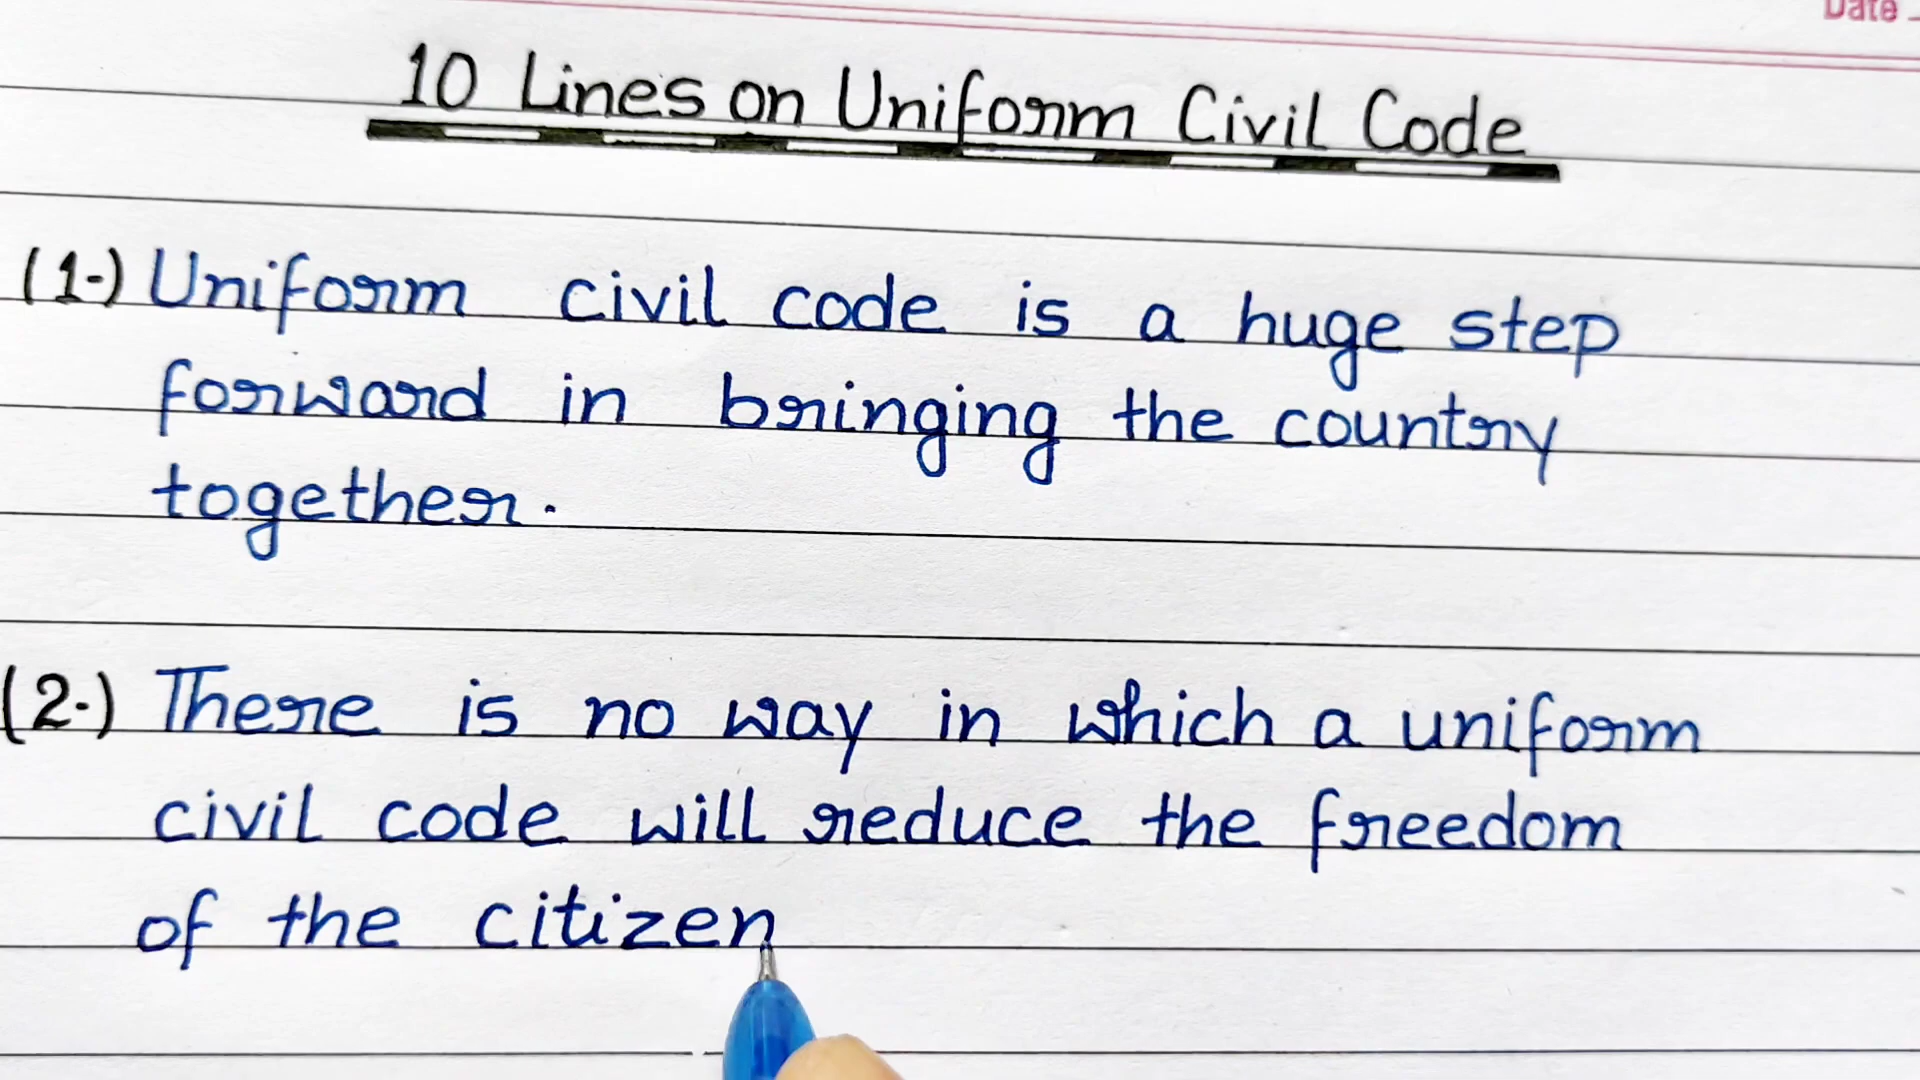 Date
10 Lines on Uniform Civil Code
(1-) Uniform civil code is a huge step
forward in bringing the country
together.
(2-) There is no way in which a uniform
civil code will reduce the freedom
of the citizen